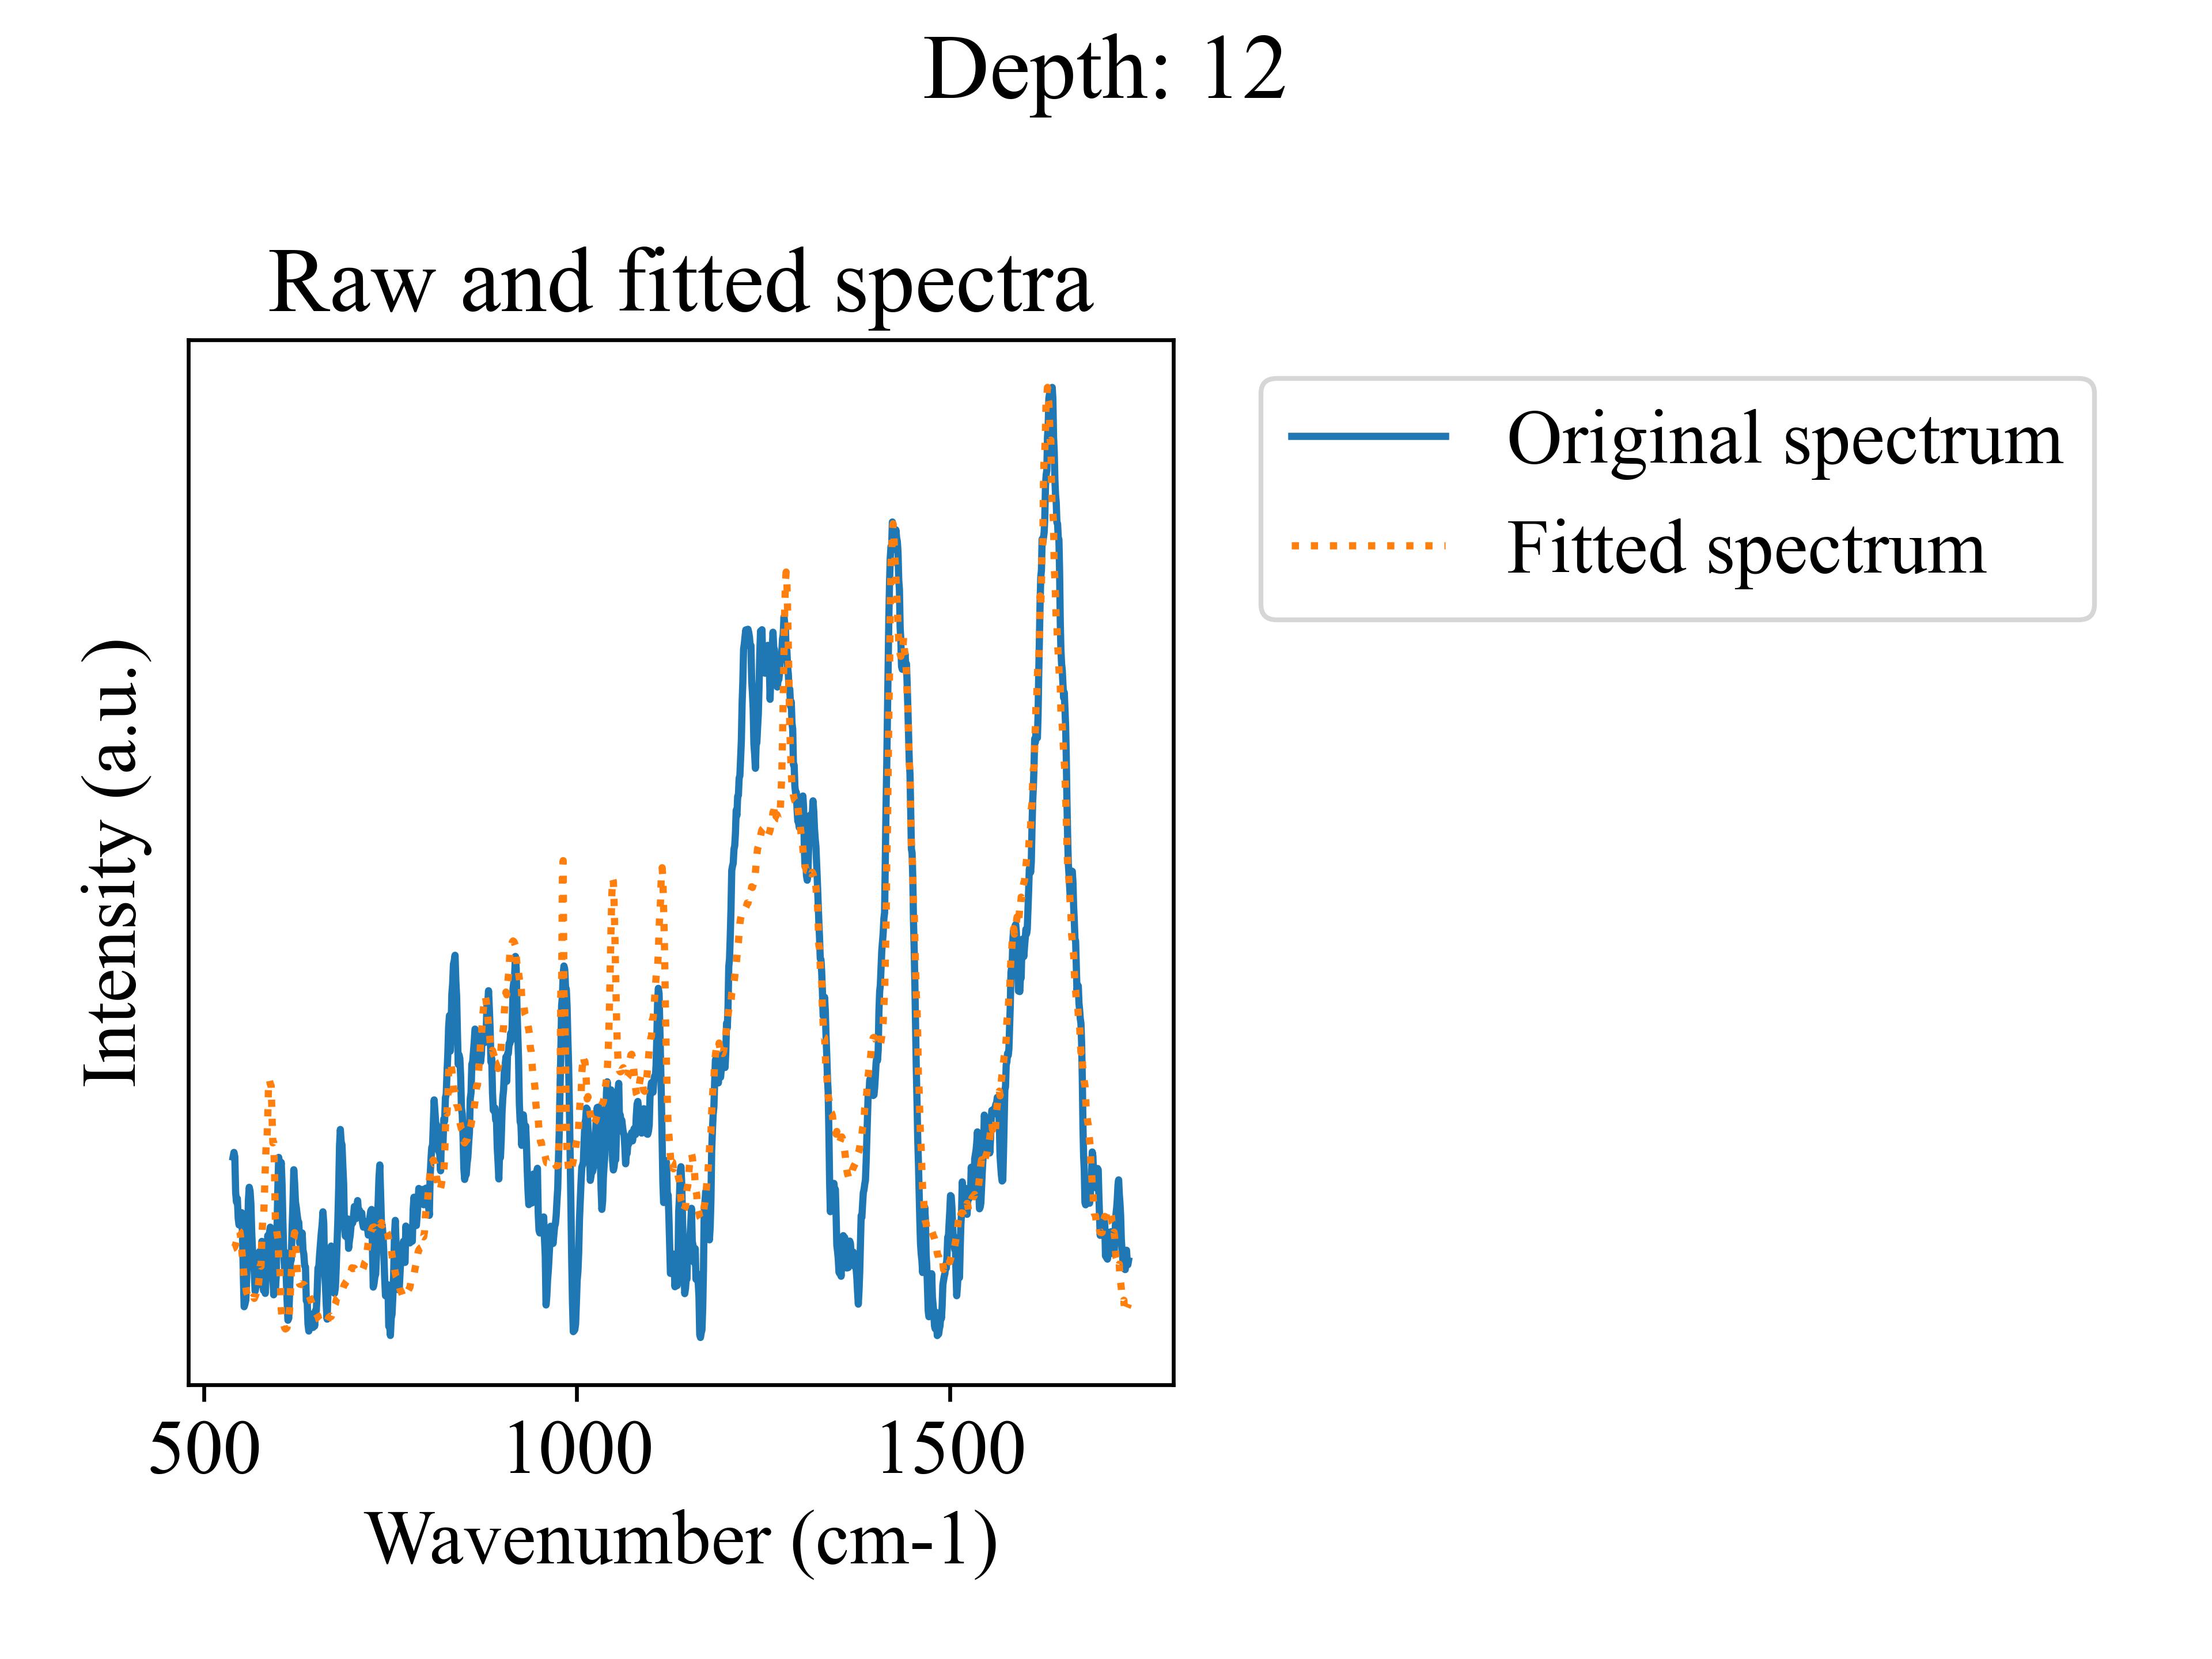 Depth: 12
Raw and fitted spectra
Original spectrum
Fitted spectrum
Intensity (a.u.)
500 1000 1500
Wavenumber (cm-1)